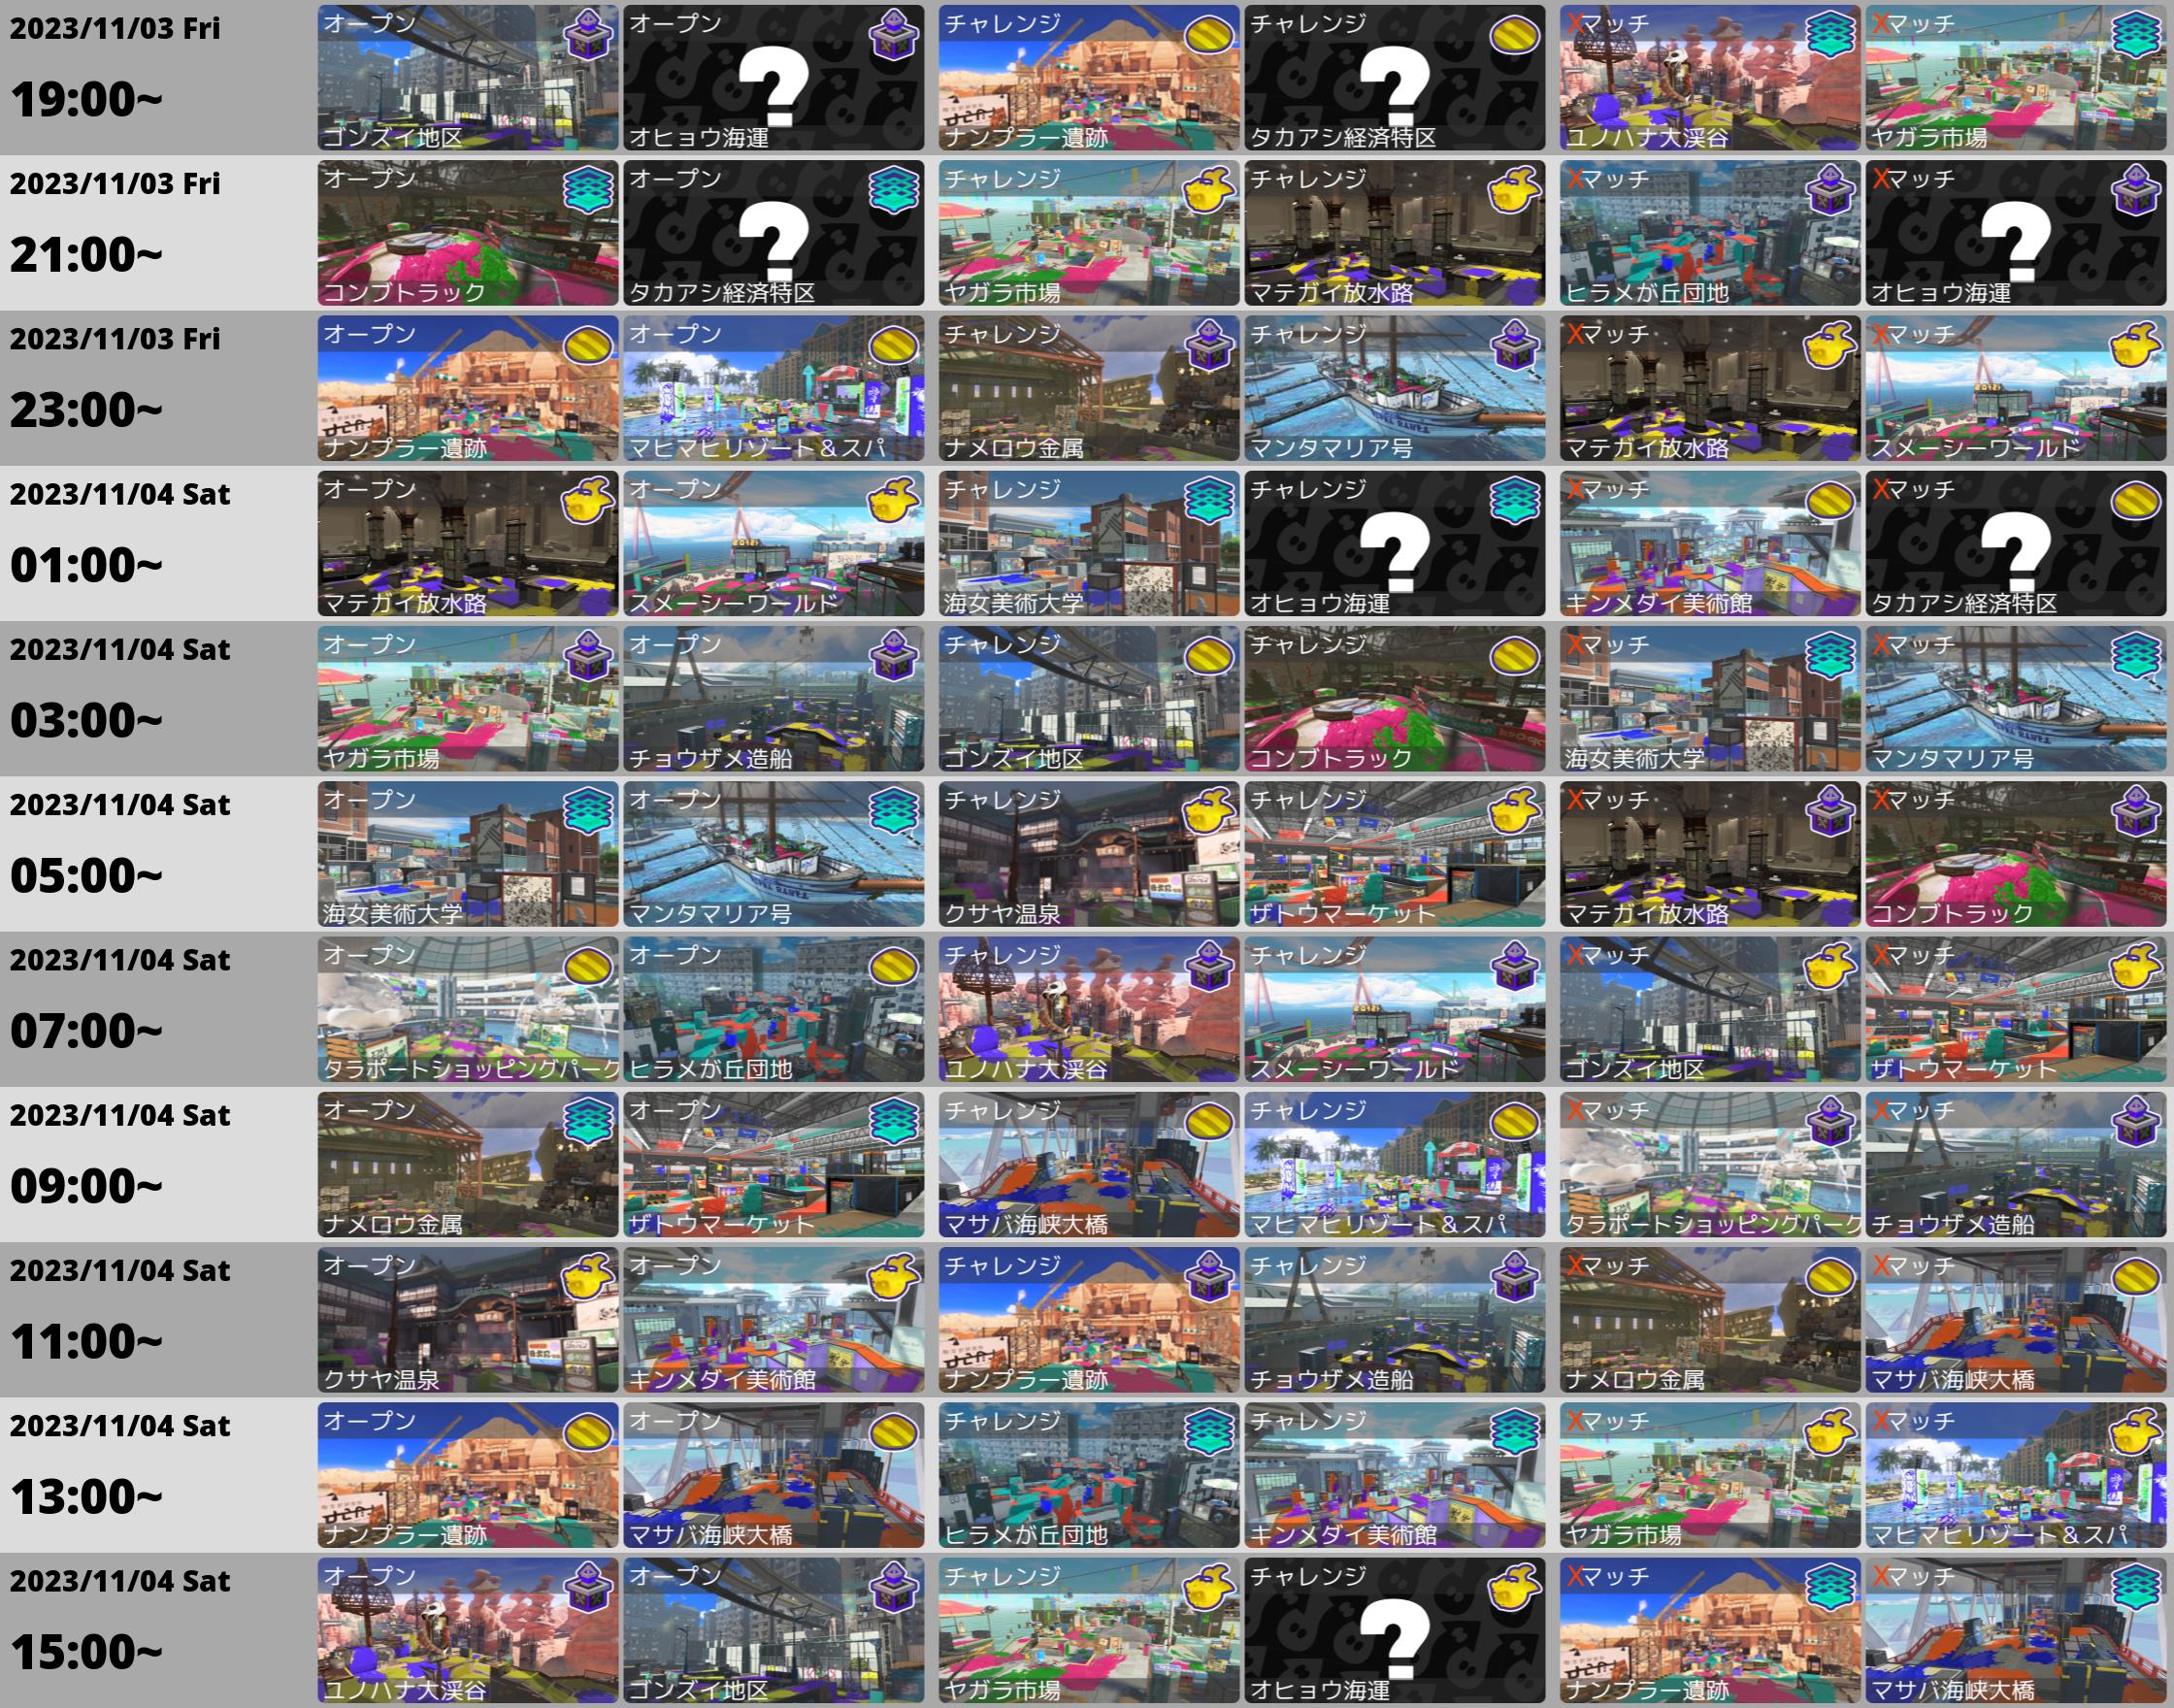 2023/11/03 Fri
19:00~
オープン
ゴンズイ地区
オープン
オヒョウ海運
チャレンジ
ナンプラー遺跡
チャレンジ
タカアシ経済特区
Xマッチ
ユノハナ大渓谷
Xマッチ
ヤガラ市場
2023/11/03 Fri
21:00~
オープン
コンブトラック
オープン
タカアシ経済特区
チャレンジ
ヤガラ市場
チャレンジ
マテガイ放水路
Xマッチ
ヒラメが丘団地
Xマッチ
オヒョウ海運
2023/11/03 Fri
23:00~
オープン
ナンプラー遺跡
オープン
マヒマヒリゾート&スパ
チャレンジ
ナメロウ金属
チャレンジ
マンタマリア号
Xマッチ
マテガイ放水路
Xマッチ
スメーシーワールド
2023/11/04 Sat
01:00~
オープン
マテガイ放水路
オープン
スメーシーワールド
チャレンジ
海女美術大学
チャレンジ
オヒョウ海運
Xマッチ
キンメダイ美術館
Xマッチ
タカアシ経済特区
2023/11/04 Sat
03:00~
オープン
ヤガラ市場
オープン
チョウザメ造船
チャレンジ
ゴンズイ地区
チャレンジ
コンブトラック
Xマッチ
海女美術大学
Xマッチ
マンタマリア号
2023/11/04 Sat
05:00~
オープン
海女美術大学
オープン
マンタマリア号
チャレンジ
クサヤ温泉
チャレンジ
ザトウマーケット
Xマッチ
マテガイ放水路
Xマッチ
コンブトラック
2023/11/04 Sat
07:00~
オープン
タラポートショッピングパーク
オープン
ヒラメが丘団地
チャレンジ
ユノハナ大渓谷
チャレンジ
スメーシーワールド
Xマッチ
ゴンズイ地区
Xマッチ
ザトウマーケット
2023/11/04 Sat
09:00~
オープン
ナメロウ金属
オープン
ザトウマーケット
チャレンジ
マサバ海峡大橋
チャレンジ
マヒマヒリゾート&スパ
Xマッチ
タラポートショッピングパーク
Xマッチ
チョウザメ造船
2023/11/04 Sat
11:00~
オープン
クサヤ温泉
オープン
キンメダイ美術館
チャレンジ
ナンプラー遺跡
チャレンジ
チョウザメ造船
Xマッチ
ナメロウ金属
Xマッチ
マサバ海峡大橋
2023/11/04 Sat
13:00~
オープン
ナンプラー遺跡
オープン
マサバ海峡大橋
チャレンジ
ヒラメが丘団地
チャレンジ
キンメダイ美術館
Xマッチ
ヤガラ市場
Xマッチ
マヒマヒリゾート&スパ
2023/11/04 Sat
15:00~
オープン
ユノハナ大渓谷
オープン
ゴンズイ地区
チャレンジ
ヤガラ市場
チャレンジ
オヒョウ海運
Xマッチ
ナンプラー遺跡
Xマッチ
マサバ海峡大橋